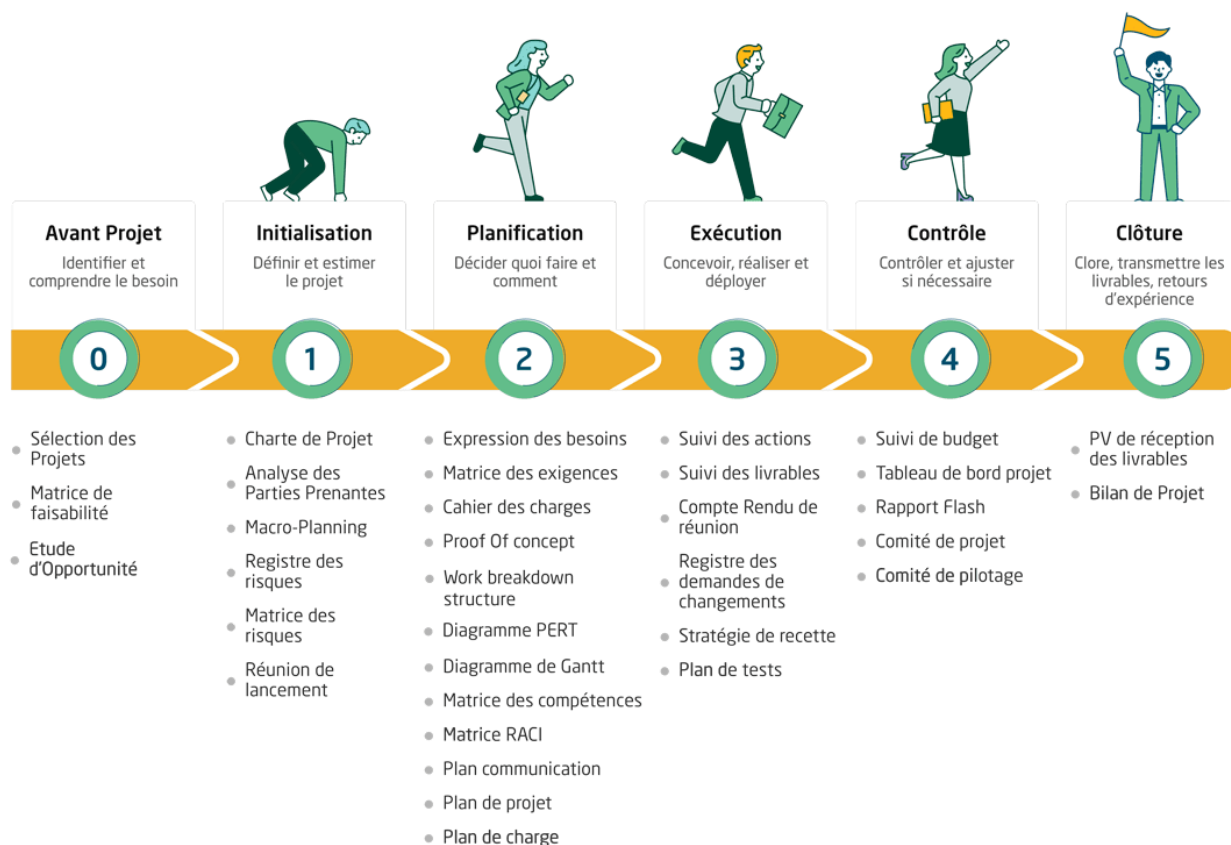 Avant Projet
Identifier et
comprendre le besoin
Initialisation
Définir et estimer
le projet
Planification
Décider quoi faire et
comment
Exécution
Concevoir, réaliser et
déployer
Contrôle
Contrôler et ajuster
si nécessaire
Clôture
Clore, transmettre les
livrables, retours
d'expérience
0
1
2
3
4
5
Sélection des
Projets
Matrice de
faisabilité
Etude
d'Opportunité
Charte de Projet
Analyse des
Parties Prenantes
Macro-Planning
Registre des
risques
Matrice des
risques
Réunion de
lancement
Expression des besoins
Matrice des exigences
Cahier des charges
Proof Of concept
Work breakdown
structure
Diagramme PERT
Diagramme de Gantt
Matrice des compétences
Matrice RACI
Plan communication
Plan de projet
Plan de charge
Suivi des actions
Suivi des livrables
Compte Rendu de
réunion
Registre des
demandes de
changements
Stratégie de recette
Plan de tests
Suivi de budget
Tableau de bord projet
Rapport Flash
Comité de projet
Comité de pilotage
PV de réception
des livrables
Bilan de Projet